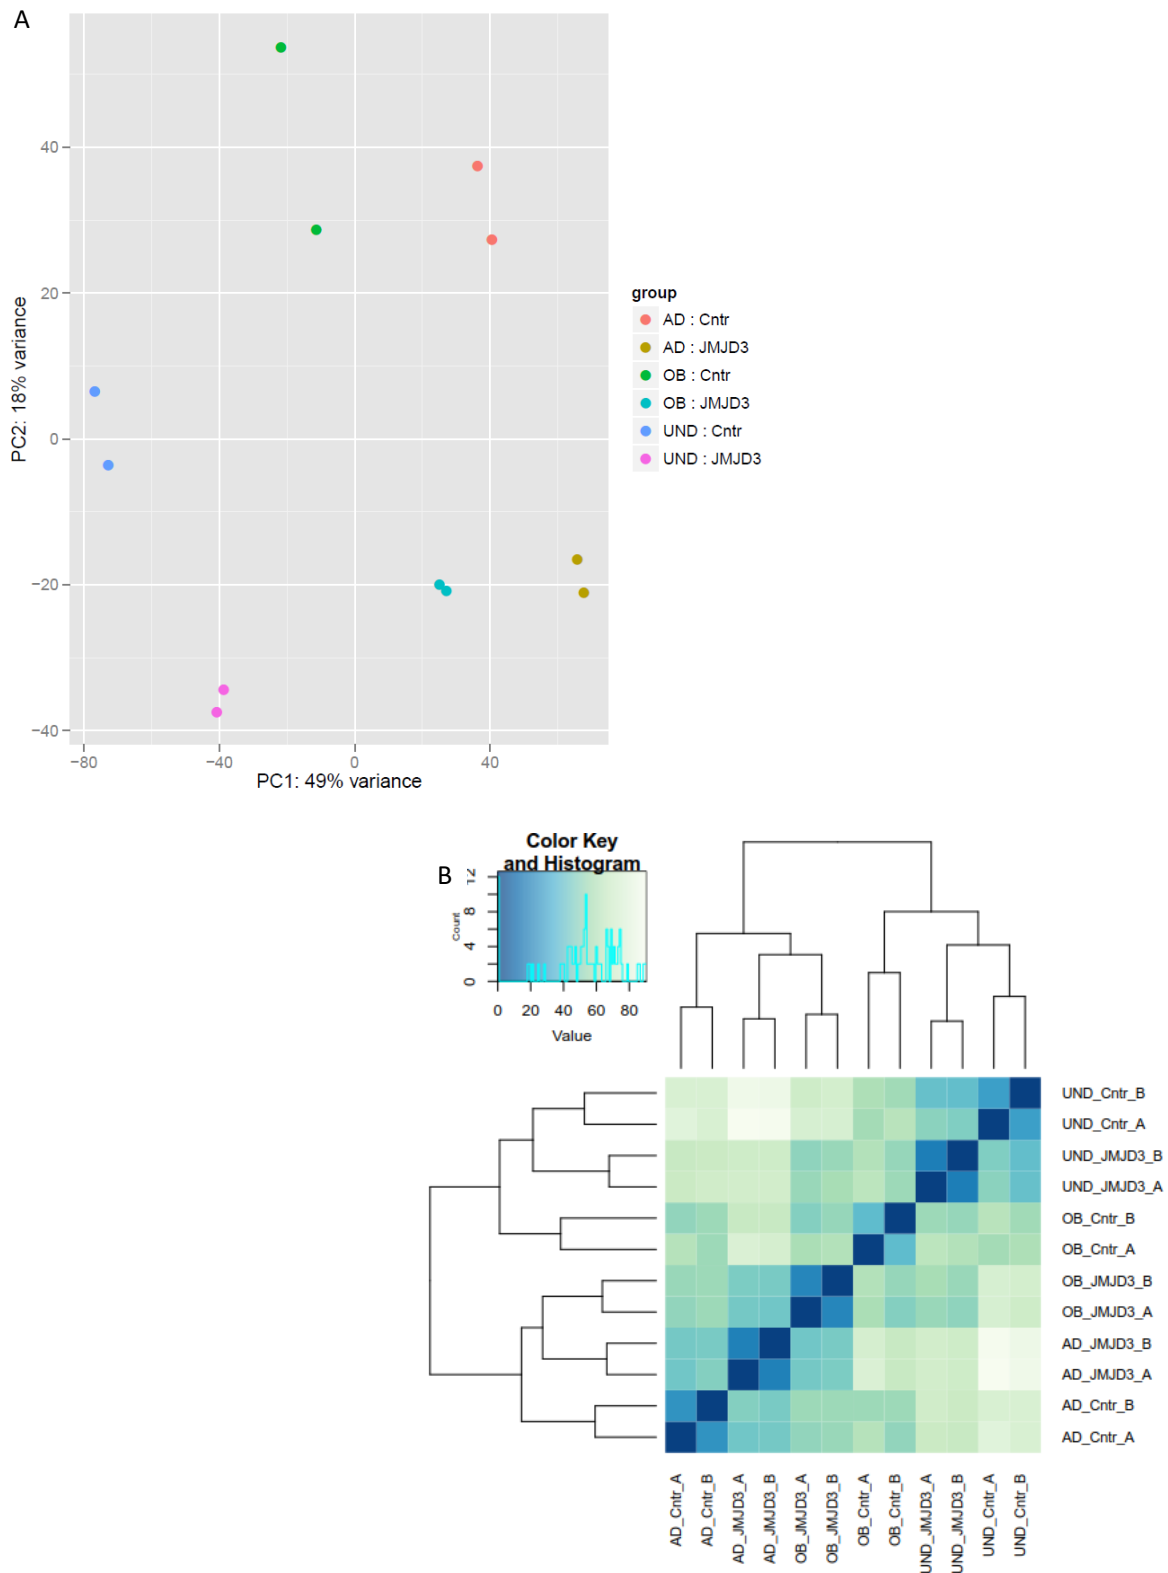 A
40
20
0
−20
−40
PC2: 18% variance
−80
−40
0
40
PC1: 49% variance
group
AD : Cntr
AD : JMJD3
OB : Cntr
OB : JMJD3
UND : Cntr
UND : JMJD3
B
Color Key
and Histogram
12
8
4
0
Count
0 20 40 60 80
Value
UND_Cntr_B
UND_Cntr_A
UND_JMJD3_B
UND_JMJD3_A
OB_Cntr_B
OB_Cntr_A
OB_JMJD3_B
OB_JMJD3_A
AD_JMJD3_B
AD_JMJD3_A
AD_Cntr_B
AD_Cntr_A
AD_Cntr_A
AD_Cntr_B
AD_JMJD3_A
AD_JMJD3_B
OB_JMJD3_A
OB_JMJD3_B
OB_Cntr_A
OB_Cntr_B
UND_JMJD3_A
UND_JMJD3_B
UND_Cntr_A
UND_Cntr_B